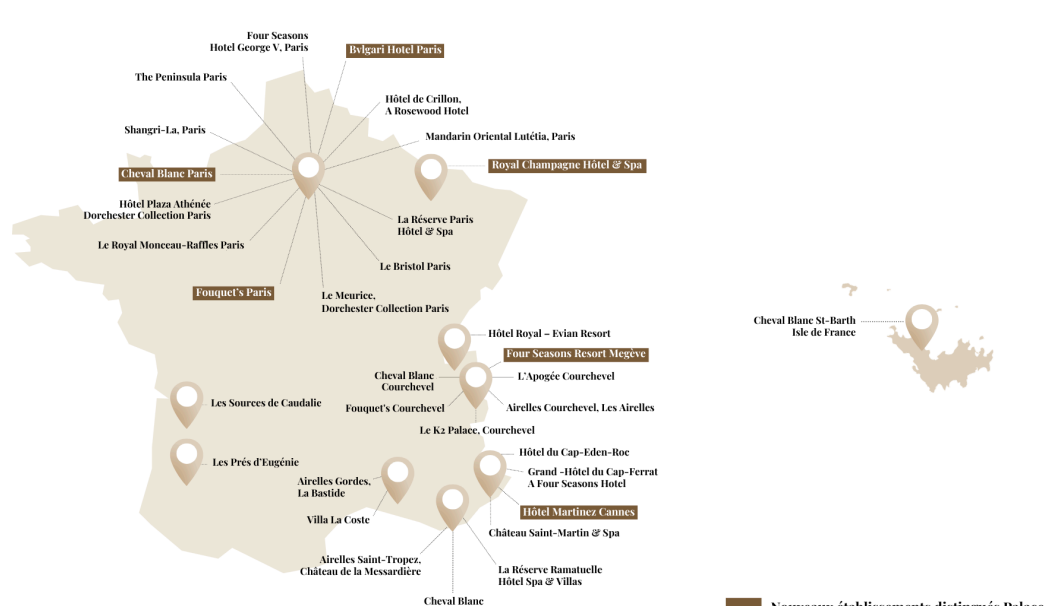 Four Seasons
Hotel George V, Paris
Bvlgari Hotel Paris
The Peninsula Paris
Hôtel de Crillon,
A Rosewood Hotel
Shangri-La, Paris
Mandarin Oriental Lutétia, Paris
Royal Champagne Hôtel & Spa
Cheval Blanc Paris
Hôtel Plaza Athénée
Dorchester Collection Paris
La Réserve Paris
Hôtel & Spa
Le Royal Monceau-Raffles Paris
Le Bristol Paris
Fouquet's Paris
Le Meurice,
Dorchester Collection Paris
Cheval Blanc St-Barth
Isle de France
Hôtel Royal – Evian Resort
Four Seasons Resort Megève
Cheval Blanc
Courchevel
L'Apogée Courchevel
Les Sources de Caudalie
Fouquet's Courchevel
Airelles Courchevel, Les Airelles
Le K2 Palace, Courchevel
Hôtel du Cap-Eden-Roc
Les Prés d'Eugénie
Grand -Hôtel du Cap-Ferrat
A Four Seasons Hotel
Airelles Gordes,
La Bastide
Hôtel Martinez Cannes
Villa La Coste
Château Saint-Martin & Spa
Airelles Saint-Tropez,
Château de la Messardière
La Réserve Ramatuelle
Hôtel Spa & Villas
Cheval Blanc
Nouveaux établissements distingués Palace